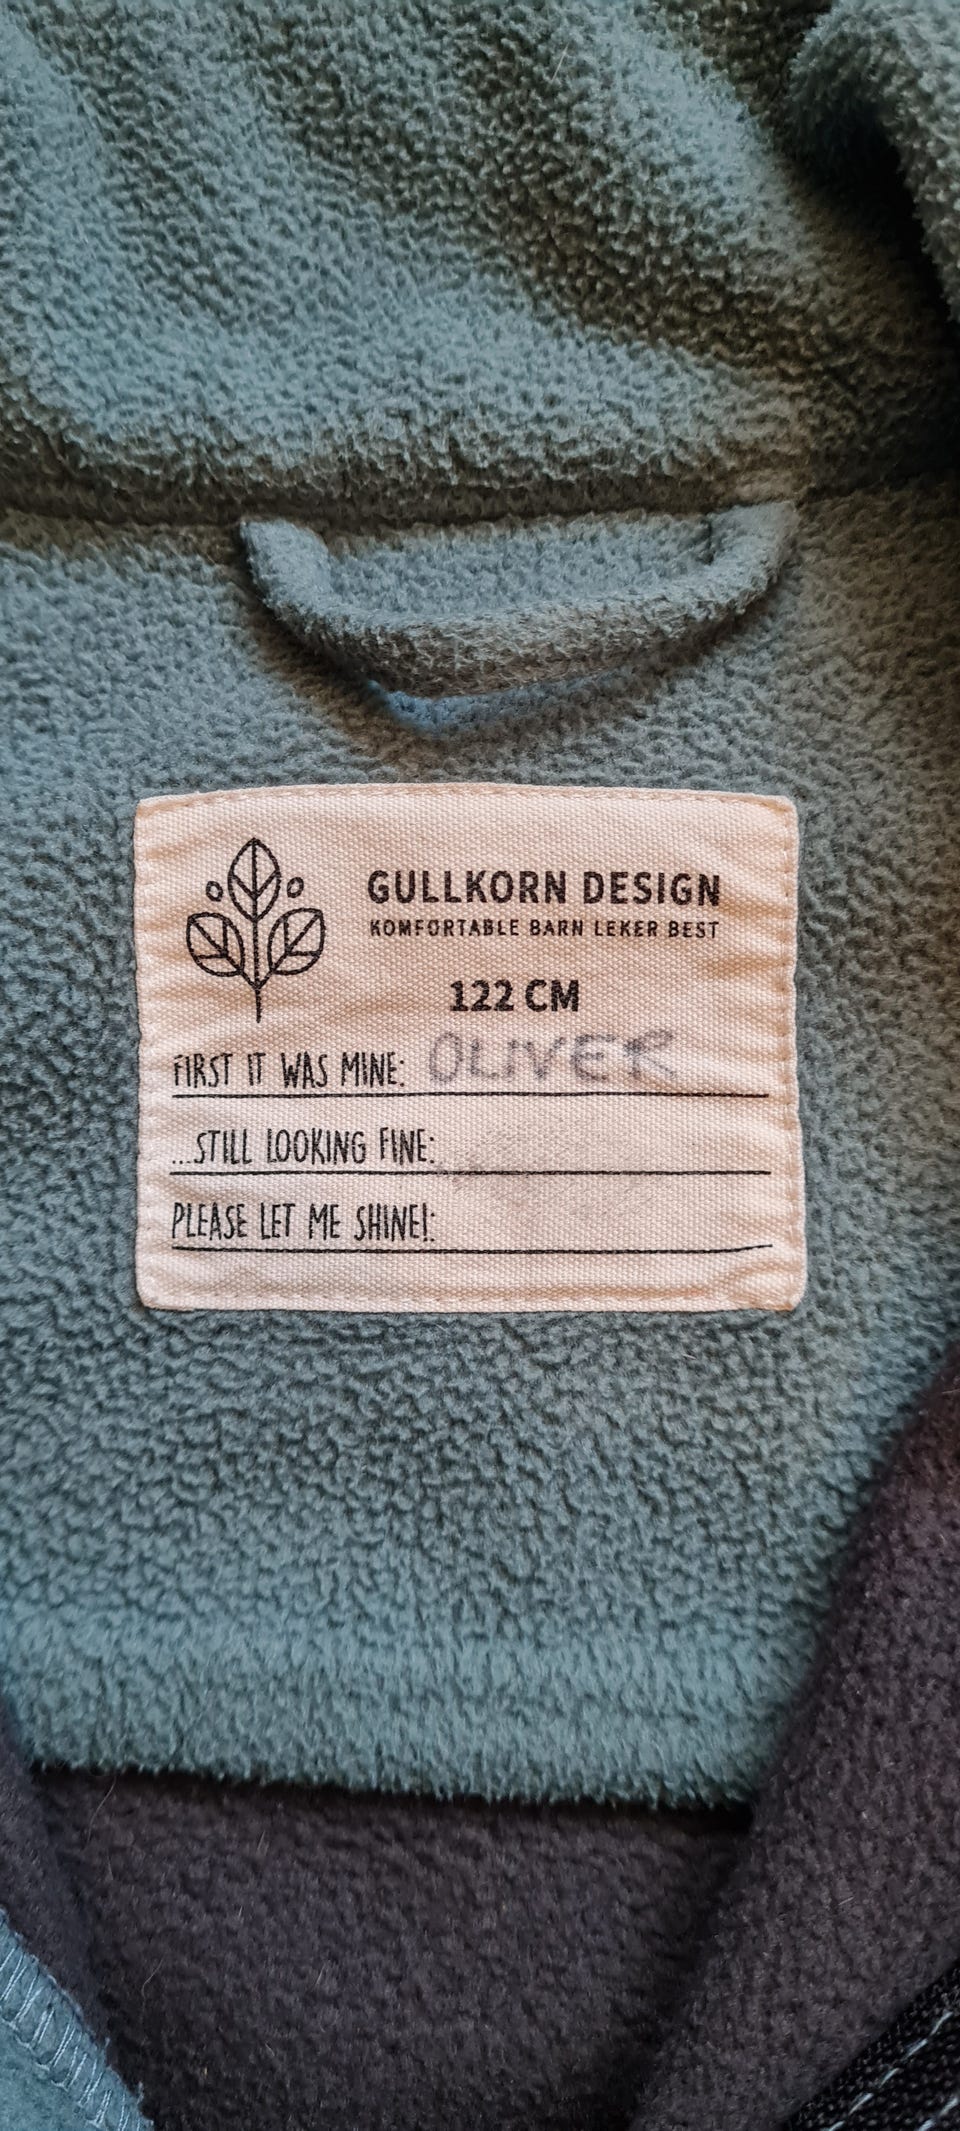 GULLKORN DESIGN
KOMFORTABLE BARN LEKER BEST
122 CM
FIRST IT WAS MINE: OLIVER
...STILL LOOKING FINE:
PLEASE LET ME SHINE!: